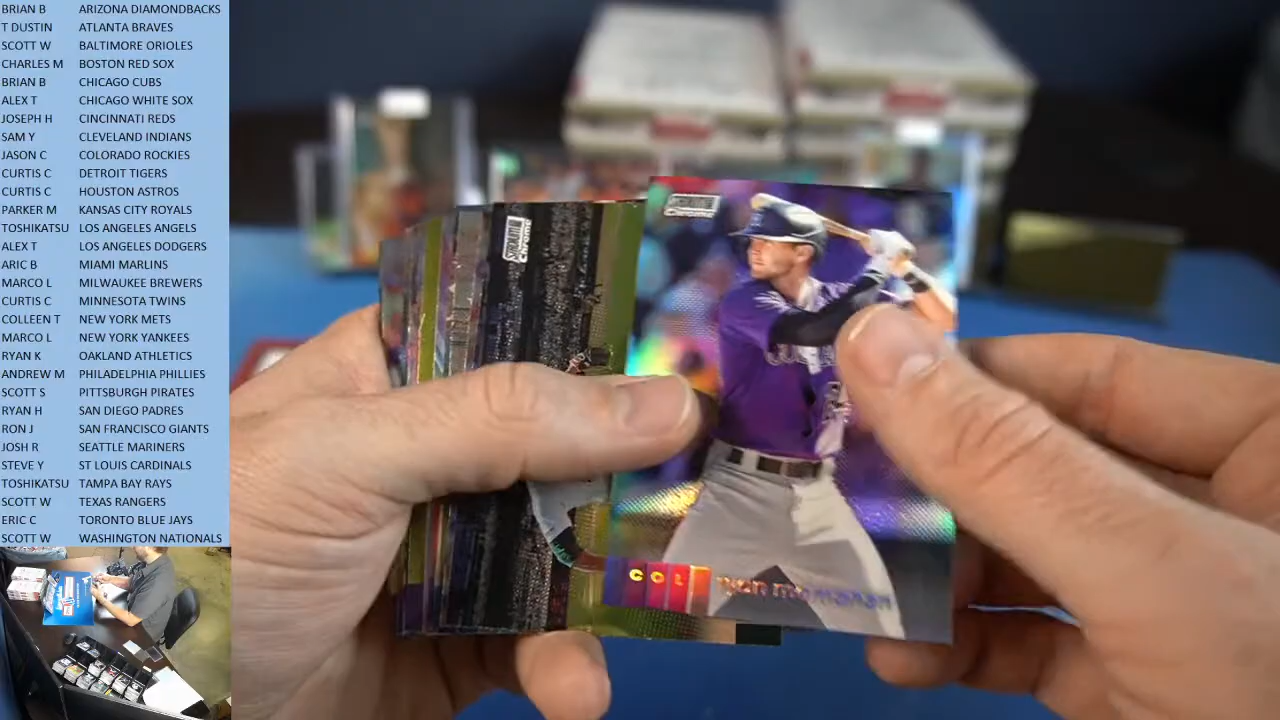 BRIAN B ARIZONA DIAMONDBACKS
T DUSTIN ATLANTA BRAVES
SCOTT W BALTIMORE ORIOLES
CHARLES M BOSTON RED SOX
BRIAN B CHICAGO CUBS
ALEX T CHICAGO WHITE SOX
JOSEPH H CINCINNATI REDS
SAM Y CLEVELAND INDIANS
JASON C COLORADO ROCKIES
CURTIS C DETROIT TIGERS
CURTIS C HOUSTON ASTROS
PARKER M KANSAS CITY ROYALS
TOSHIKATSU LOS ANGELES ANGELS
ALEX T LOS ANGELES DODGERS
ARIC B MIAMI MARLINS
MARCO L MILWAUKEE BREWERS
CURTIS C MINNESOTA TWINS
COLLEEN T NEW YORK METS
MARCO L NEW YORK YANKEES
RYAN K OAKLAND ATHLETICS
ANDREW M PHILADELPHIA PHILLIES
SCOTT S PITTSBURGH PIRATES
RYAN H SAN DIEGO PADRES
RON J SAN FRANCISCO GIANTS
JOSH R SEATTLE MARINERS
STEVE Y ST LOUIS CARDINALS
TOSHIKATSU TAMPA BAY RAYS
SCOTT W TEXAS RANGERS
ERIC C TORONTO BLUE JAYS
SCOTT W WASHINGTON NATIONALS
Chrome
Chrome
COL